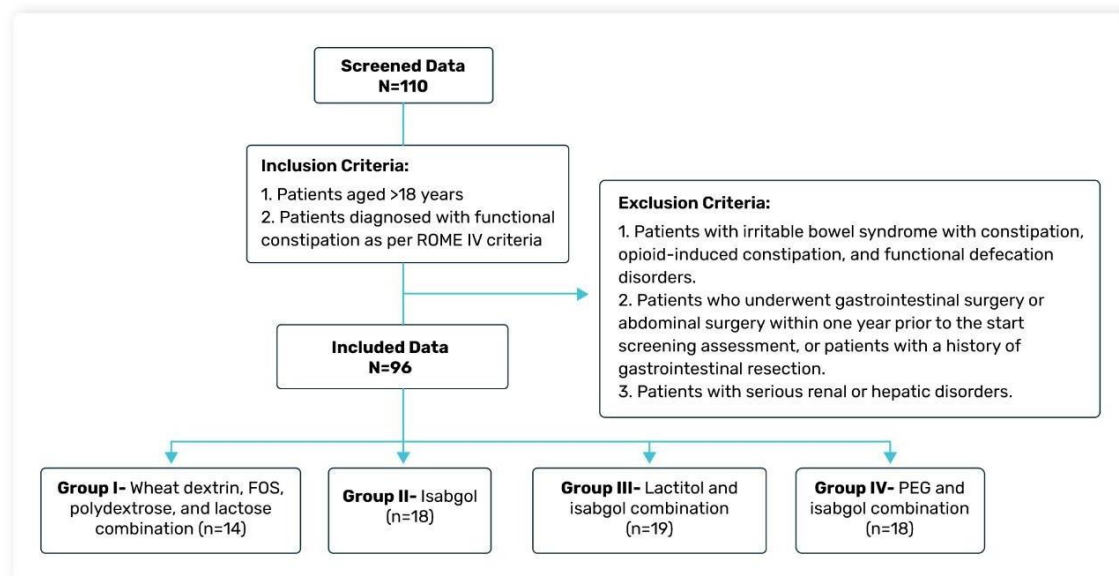 Screened Data
N=110
Inclusion Criteria:
1. Patients aged >18 years
2. Patients diagnosed with functional
constipation as per ROME IV criteria
Exclusion Criteria:
1. Patients with irritable bowel syndrome with constipation,
opioid-induced constipation, and functional defecation
disorders.
2. Patients who underwent gastrointestinal surgery or
abdominal surgery within one year prior to the start
screening assessment, or patients with a history of
gastrointestinal resection.
3. Patients with serious renal or hepatic disorders.
Included Data
N=96
Group I- Wheat dextrin, FOS,
polydextrose, and lactose
combination (n=14)
Group II- Isabgol
(n=18)
Group III- Lactitol and
isabgol combination
(n=19)
Group IV- PEG and
isabgol combination
(n=18)